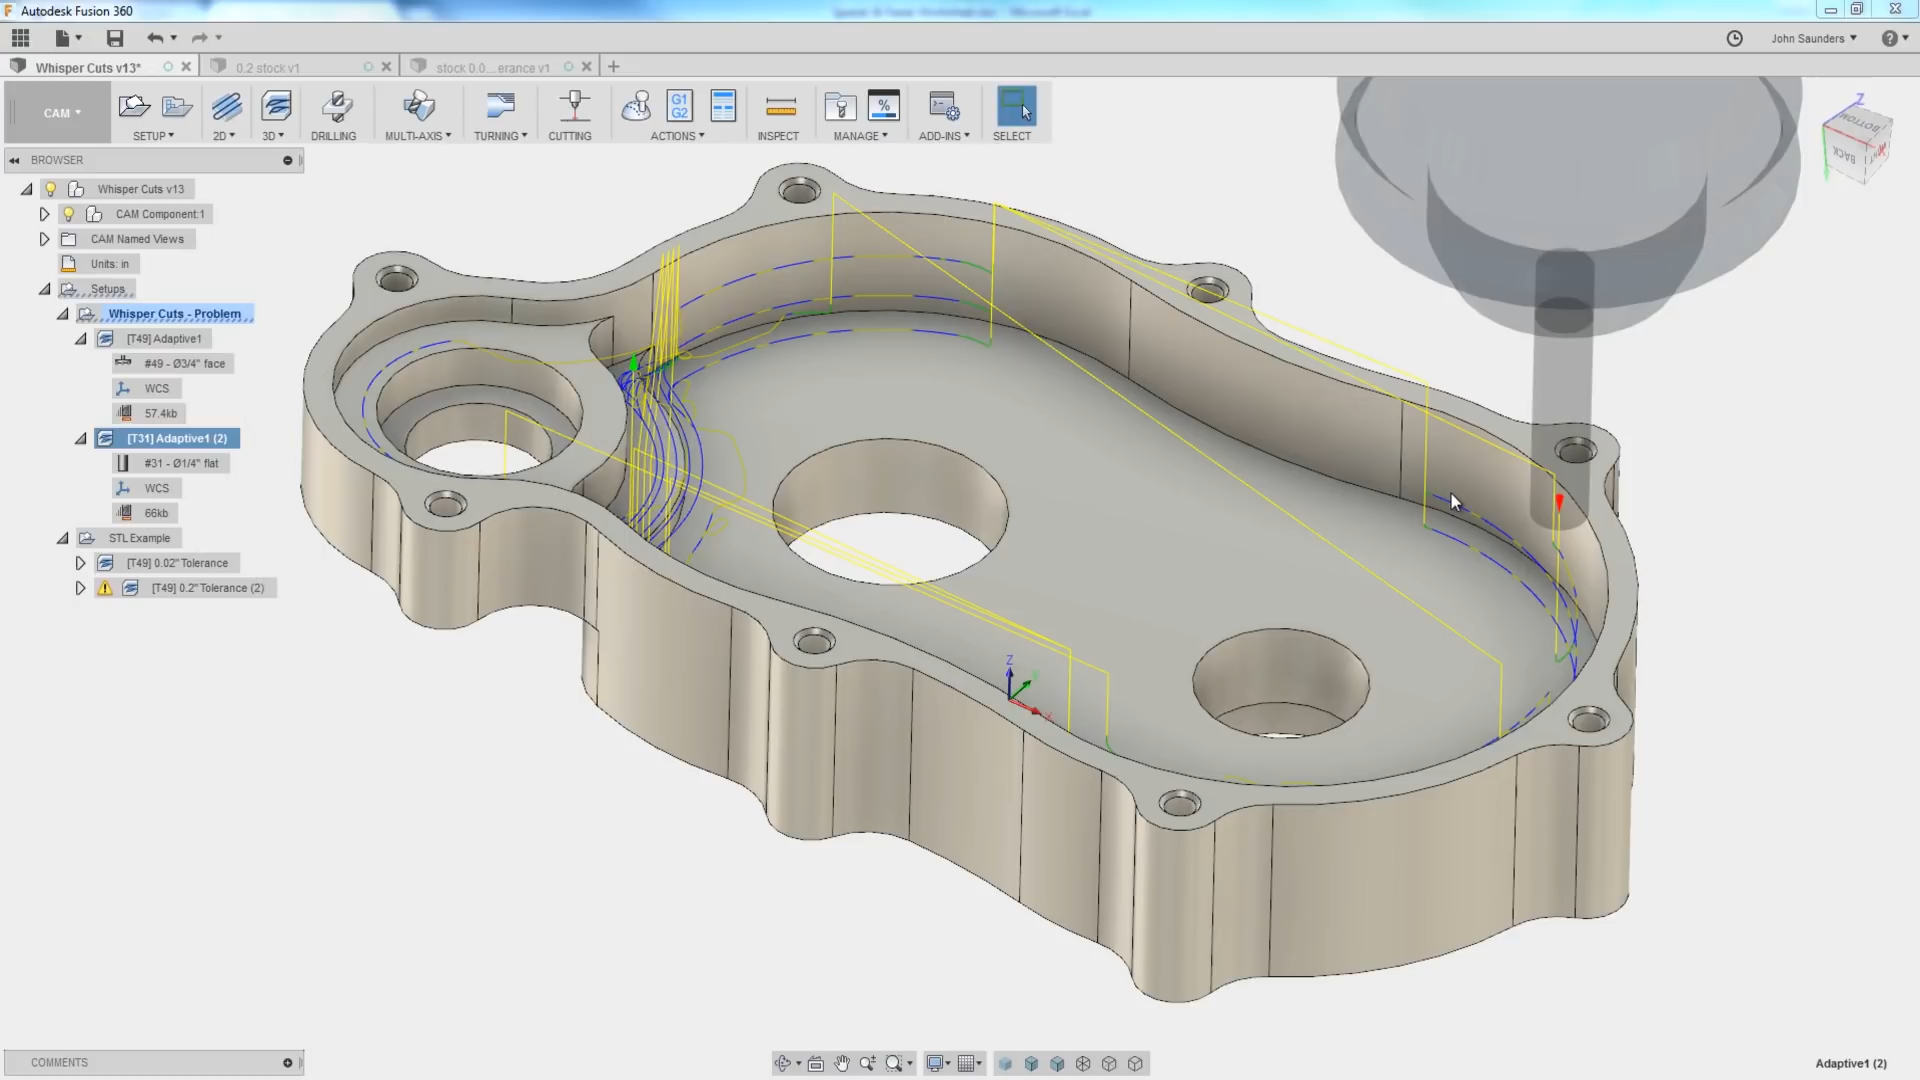 Autodesk Fusion 360
John Saunders
Whisper Cuts v13*
0.2 stock v1
stock 0.0...erance v1
CAM
SETUP
2D
3D
DRILLING
MULTI-AXIS
TURNING
CUTTING
G1
G2
ACTIONS
INSPECT
%
MANAGE
ADD-INS
SELECT
Z
BOTTOM
BACK
BROWSER
Whisper Cuts v13
CAM Component:1
CAM Named Views
Units: in
Setups
Whisper Cuts - Problem
[T49] Adaptive1
#49 - Ø3/4" face
WCS
57.4kb
[T31] Adaptive1 (2)
#31 - Ø1/4" flat
WCS
66kb
STL Example
[T49] 0.02" Tolerance
[T49] 0.2" Tolerance (2)
Z
X
COMMENTS
Adaptive1 (2)